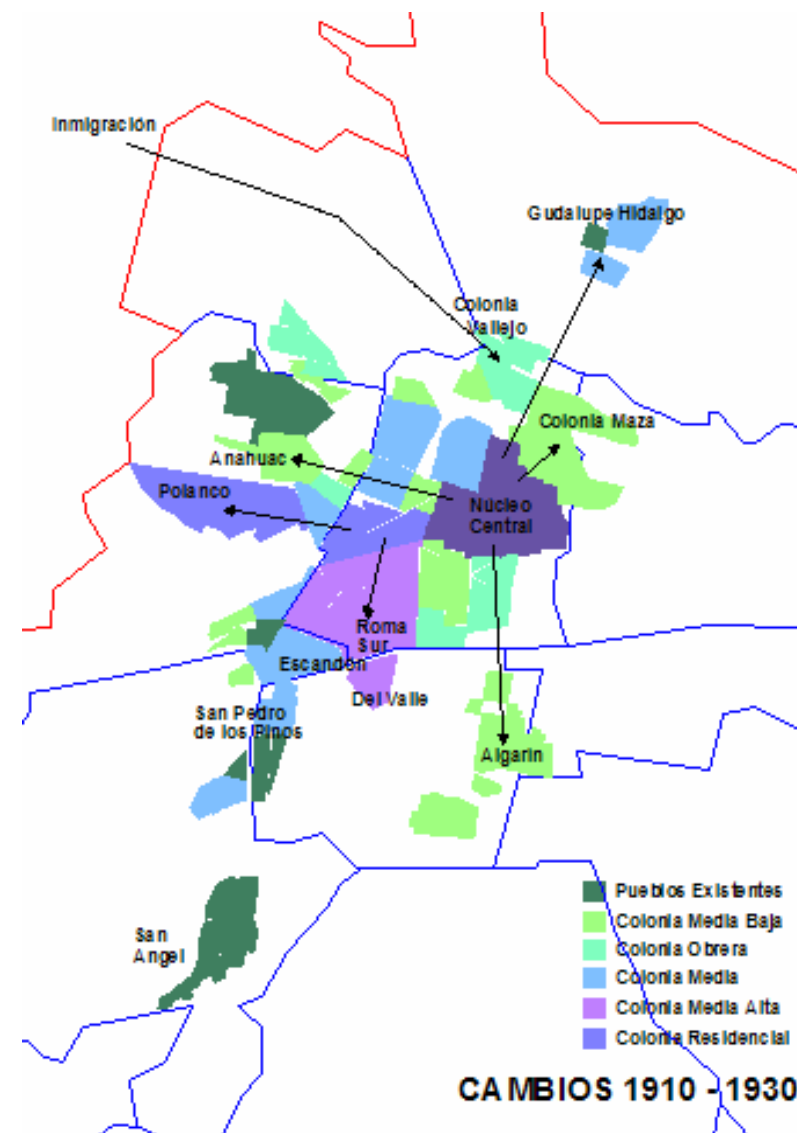 Inmigración
Gudalupe Hidalgo
Colonia
Vallejo
Colonia Maza
Anahuac
Polanco
Núcleo
Central
Roma
Sur
Escandón
Del Valle
San Pedro
de los Pinos
Algarin
San
Angel
Pueblos Existentes
Colonia Media Baja
Colonia Obrera
Colonia Media
Colonia Media Alta
Colonia Residencial
CAMBIOS 1910 - 1930